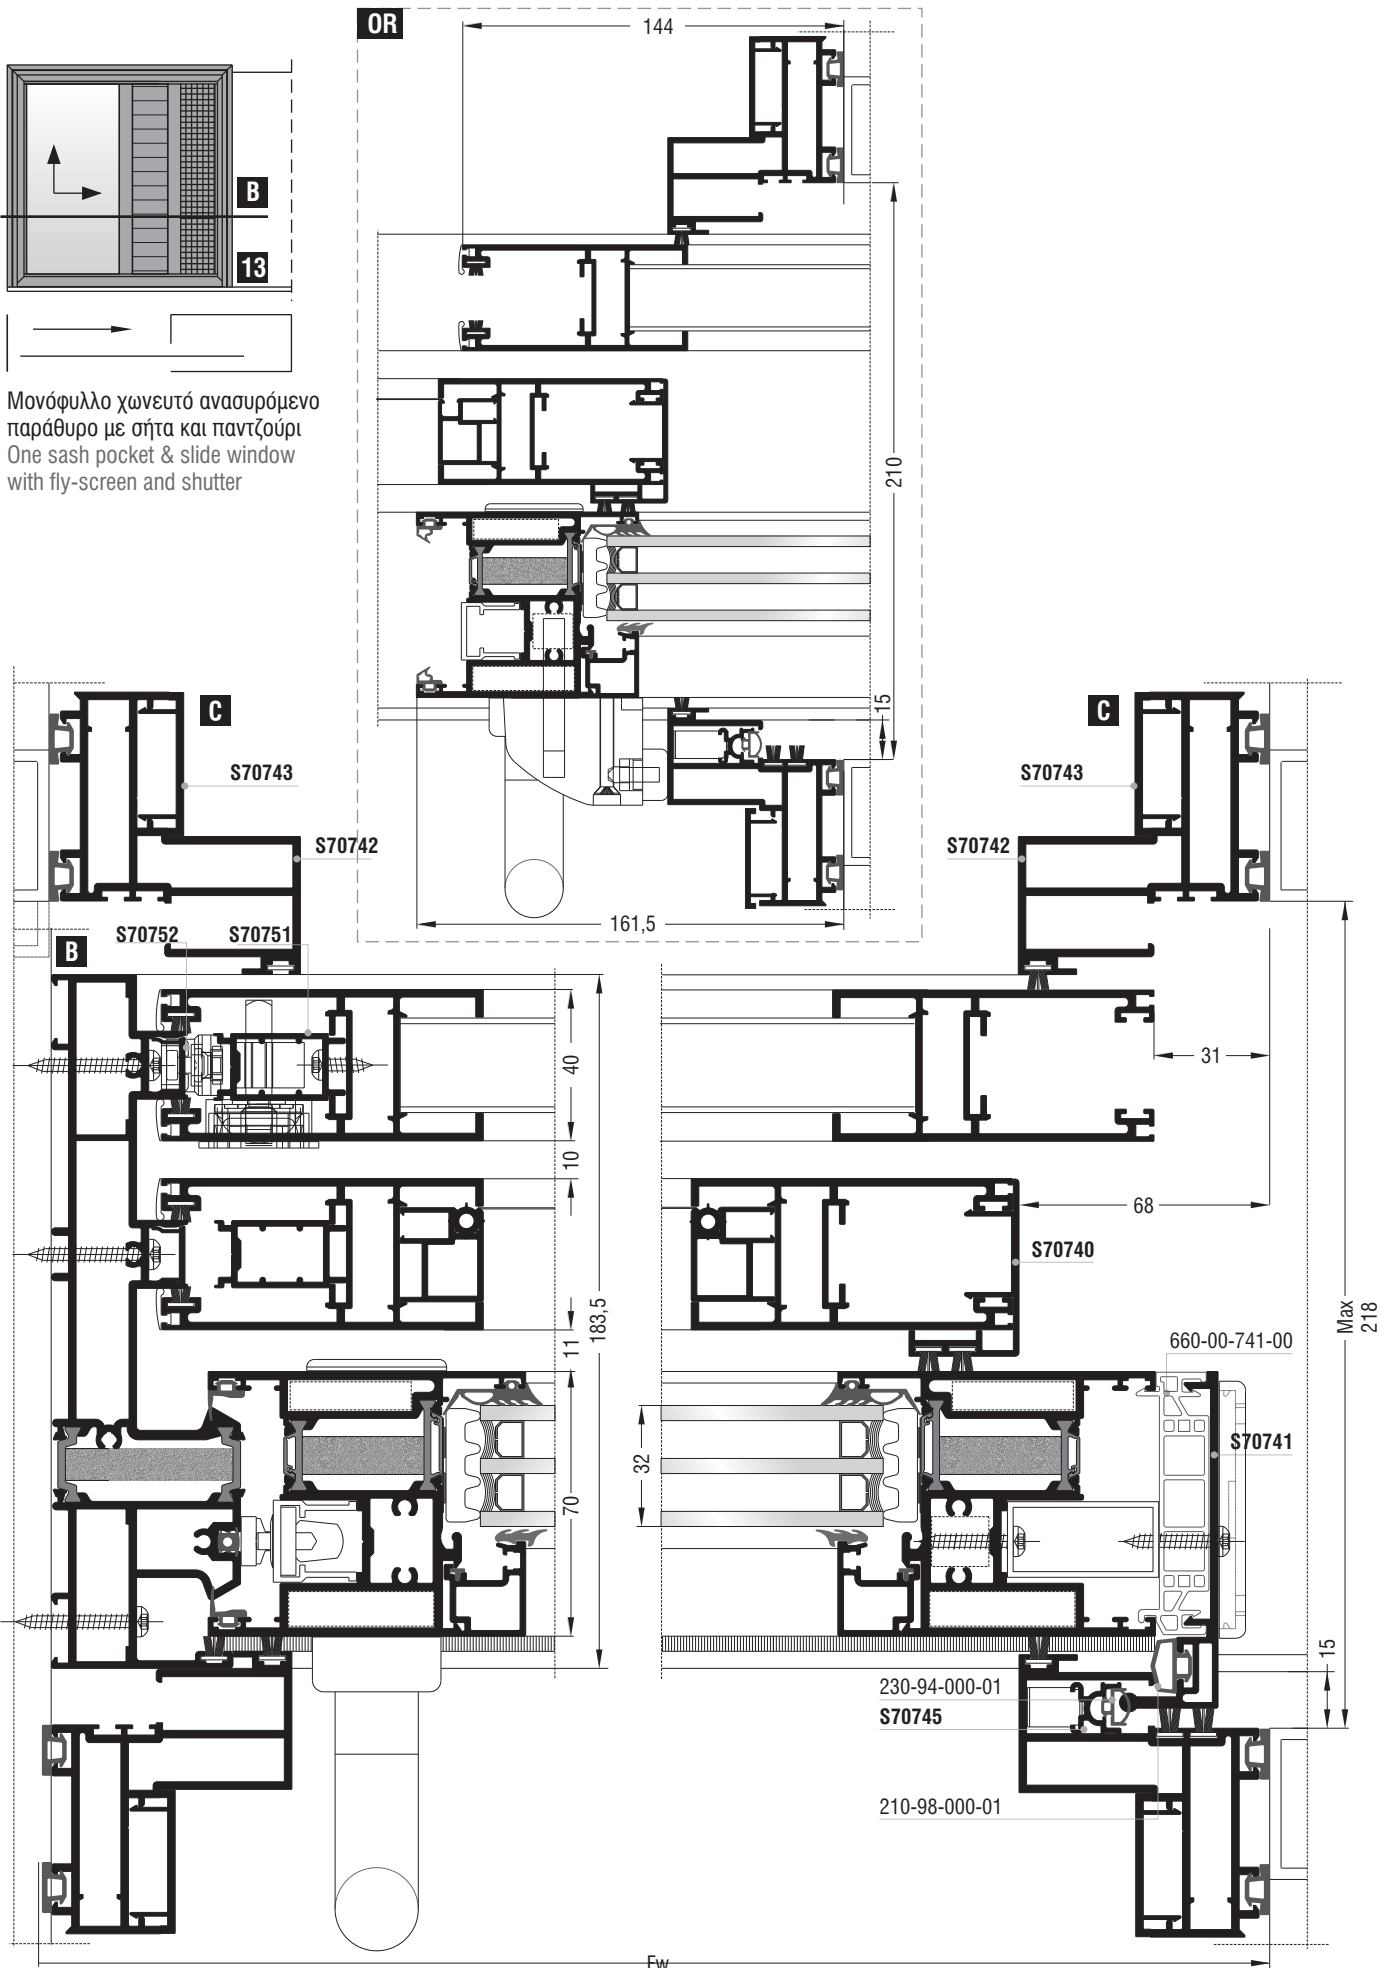 OR
144
B
13
Μονόφυλλο χωνευτό ανασυρόμενο
παράθυρο με σήτα και παντζούρι
One sash pocket & slide window
with fly-screen and shutter
210
15
161,5
C
S70743
S70742
B
S70752
S70751
C
S70743
S70742
40
10
11
183,5
70
32
31
68
S70740
Max
218
660-00-741-00
S70741
15
230-94-000-01
S70745
210-98-000-01
Fw